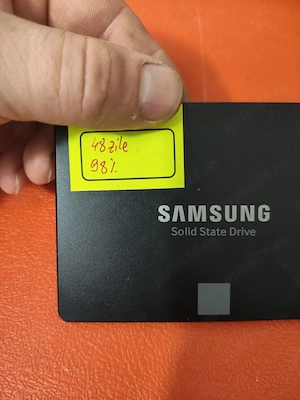 48 zile
98%
SAMSUNG
Solid State Drive